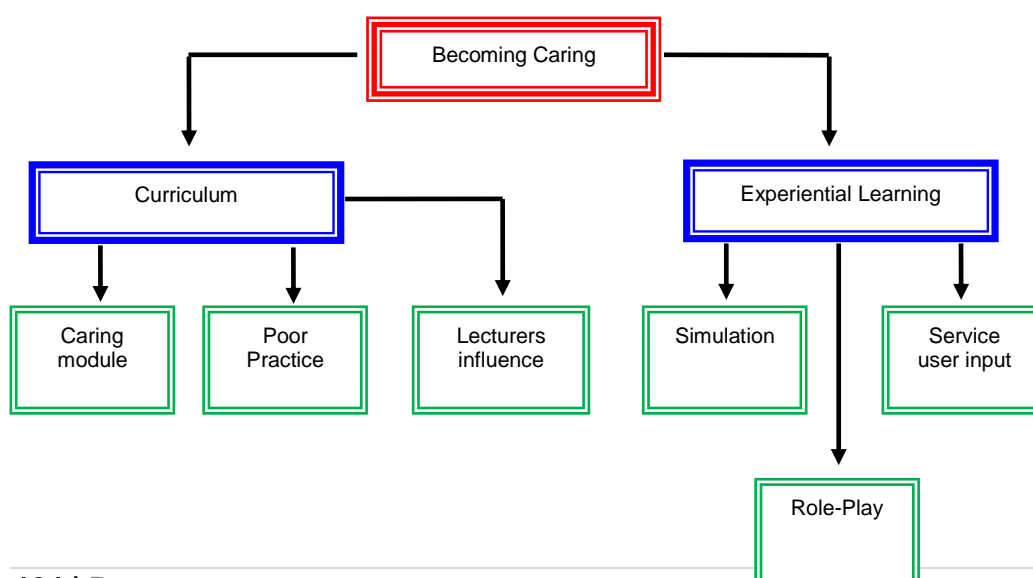 Becoming Caring
Curriculum
Experiential Learning
Caring
module
Poor
Practice
Lecturers
influence
Simulation
Service
user input
Role-Play